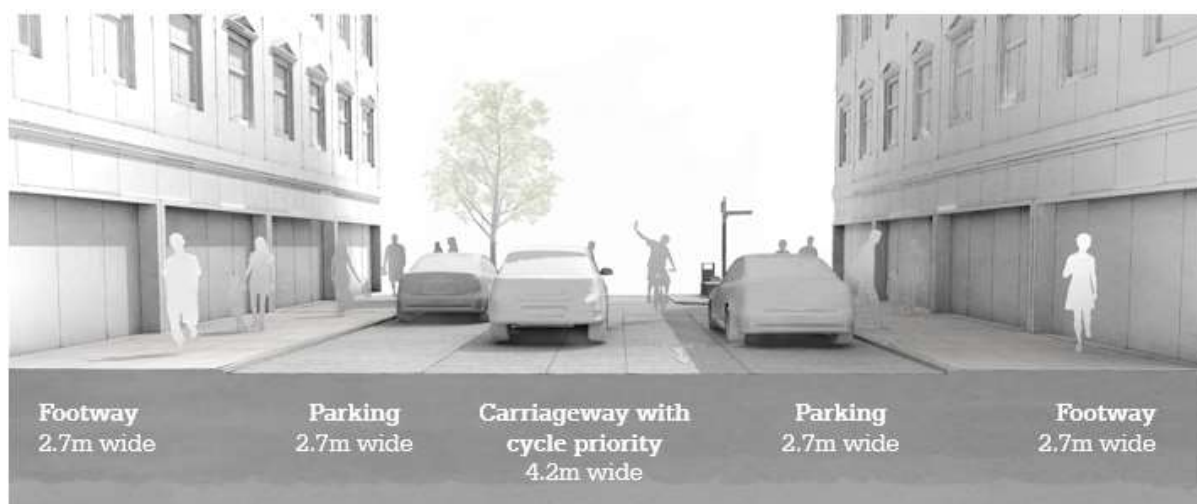 Footway
2.7m wide
Parking
2.7m wide
Carriageway with
cycle priority
4.2m wide
Parking
2.7m wide
Footway
2.7m wide